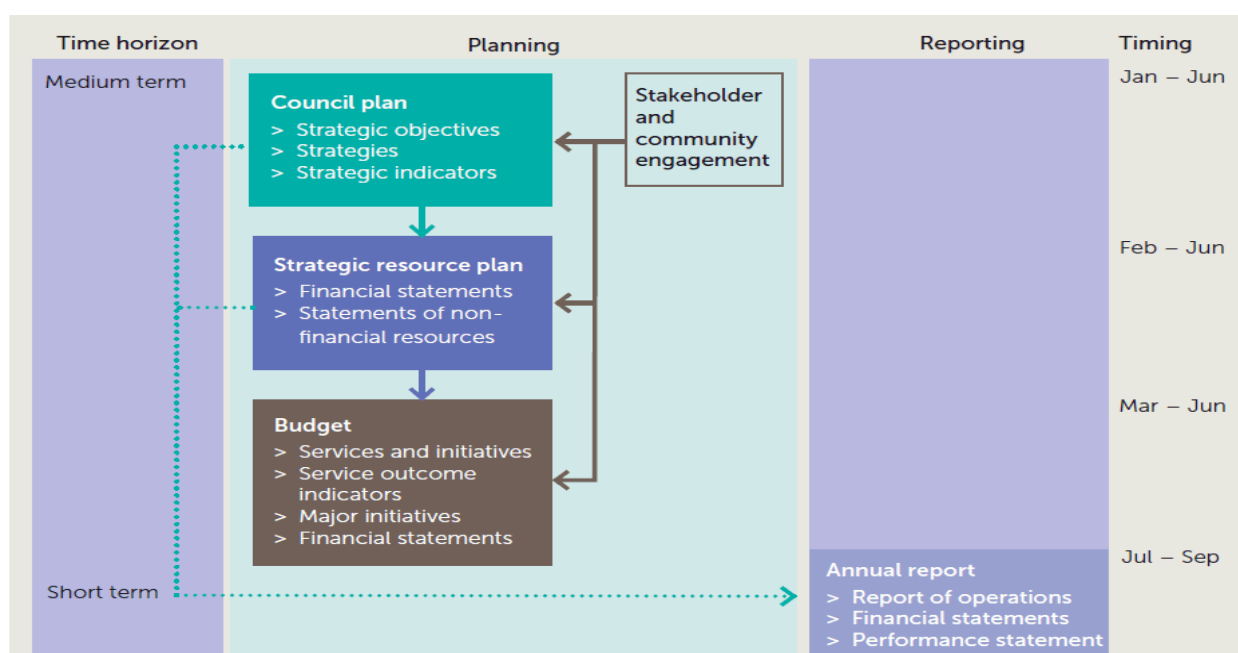 Time horizon
Planning
Reporting
Timing
Medium term
Jan – Jun
Council plan
> Strategic objectives
> Strategies
> Strategic indicators
Stakeholder
and
community
engagement
Feb – Jun
Strategic resource plan
> Financial statements
> Statements of non-
financial resources
Mar – Jun
Budget
> Services and initiatives
> Service outcome
indicators
> Major initiatives
> Financial statements
Jul – Sep
Short term
Annual report
> Report of operations
> Financial statements
> Performance statement